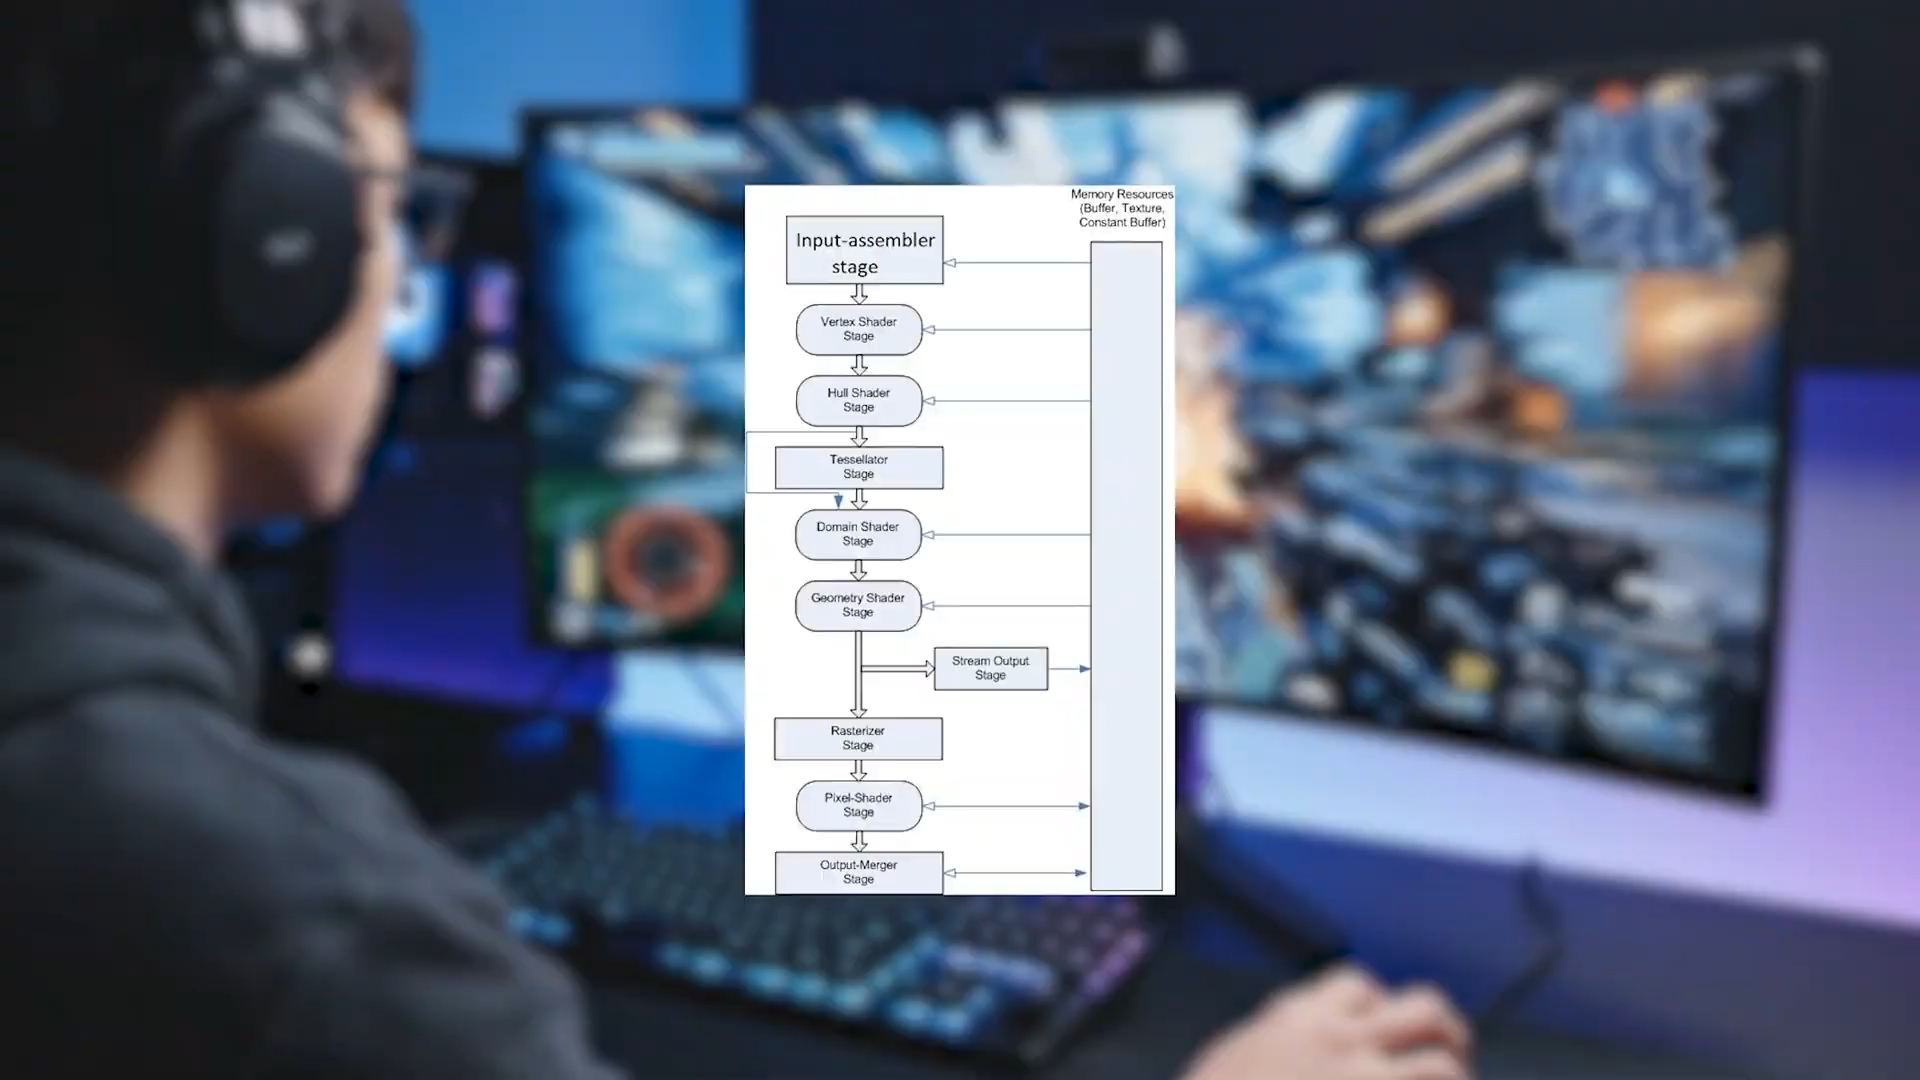 Memory Resources
(Buffer, Texture,
Constant Buffer)
Input-assembler
stage
Vertex Shader
Stage
Hull Shader
Stage
Tessellator
Stage
Domain Shader
Stage
Geometry Shader
Stage
Stream Output
Stage
Rasterizer
Stage
Pixel-Shader
Stage
Output-Merger
Stage